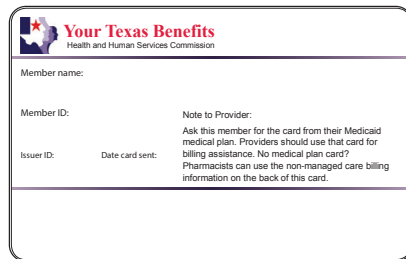 Your Texas Benefits
Health and Human Services Commission
Member name:
Member ID:
Note to Provider:
Ask this member for the card from their Medicaid
medical plan. Providers should use that card for
billing assistance. No medical plan card?
Pharmacists can use the non-managed care billing
information on the back of this card.
Issuer ID:
Date card sent: